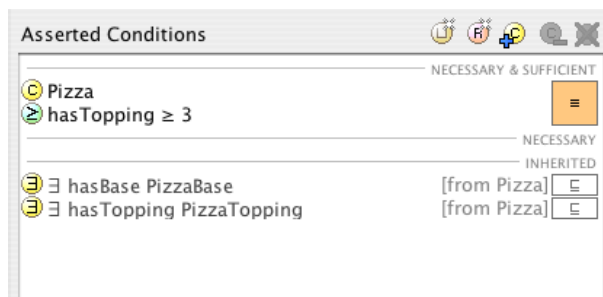 Asserted Conditions
NECESSARY & SUFFICIENT
C Pizza
≡
≥ hasTopping ≥ 3
NECESSARY
INHERITED
∃ ∃ hasBase PizzaBase [from Pizza] ⊑
∃ ∃ hasTopping PizzaTopping [from Pizza] ⊑